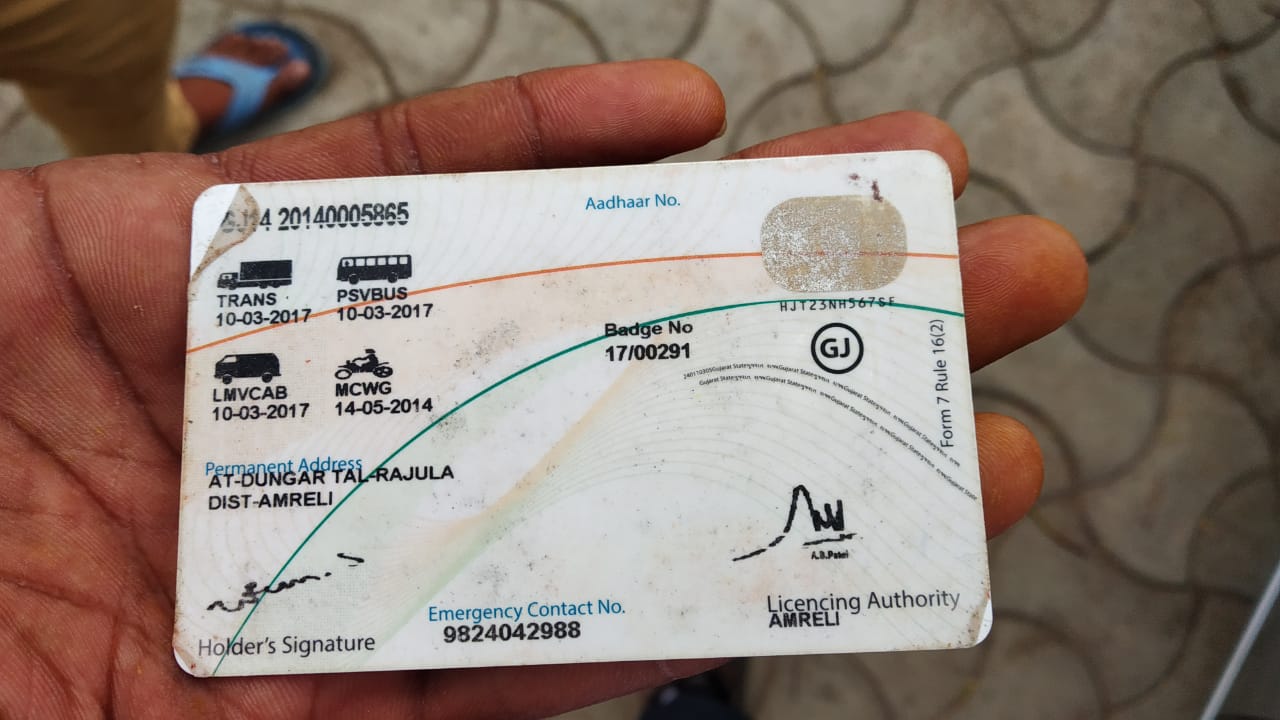 GJ14 20140005865
Aadhaar No.
TRANS
10-03-2017
PSVBUS
10-03-2017
HJT23NH567SF
Badge No
17/00291
GJ
LMVCAB
10-03-2017
MCWG
14-05-2014
Form 7 Rule 16(2)
Permanent Address
AT-DUNGAR TAL-RAJULA
DIST-AMRELI
A.B.Patel
Holder's Signature
Emergency Contact No.
9824042988
Licencing Authority
AMRELI